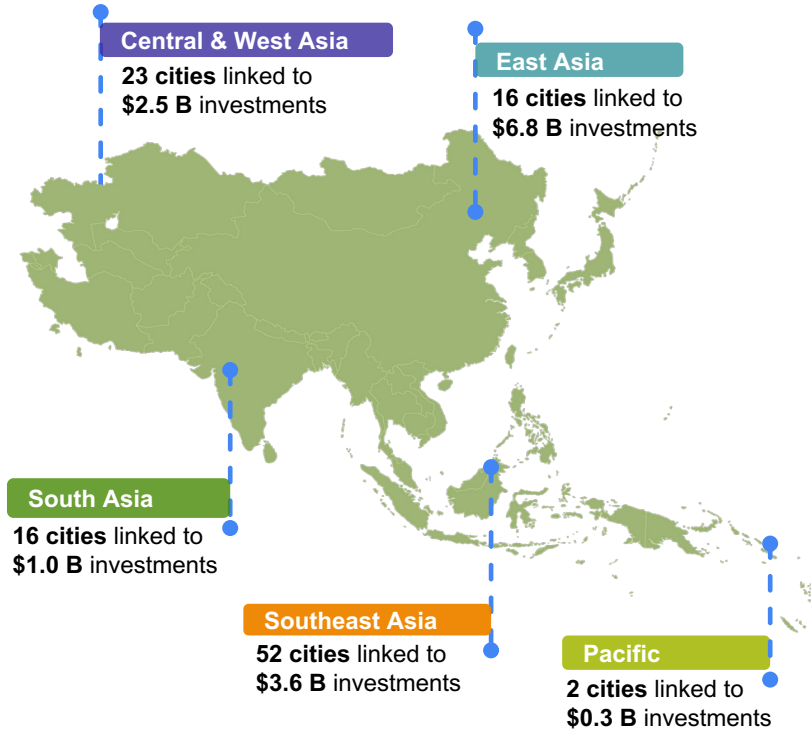 Central & West Asia
23 cities linked to
$2.5 B investments
East Asia
16 cities linked to
$6.8 B investments
South Asia
16 cities linked to
$1.0 B investments
Southeast Asia
52 cities linked to
$3.6 B investments
Pacific
2 cities linked to
$0.3 B investments